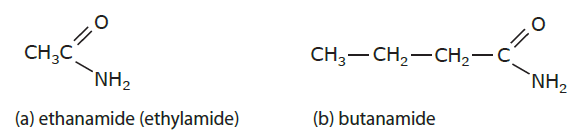 O
CH₃C
NH₂
(a) ethanamide (ethylamide)
O
CH₃—CH₂—CH₂—C
NH₂
(b) butanamide